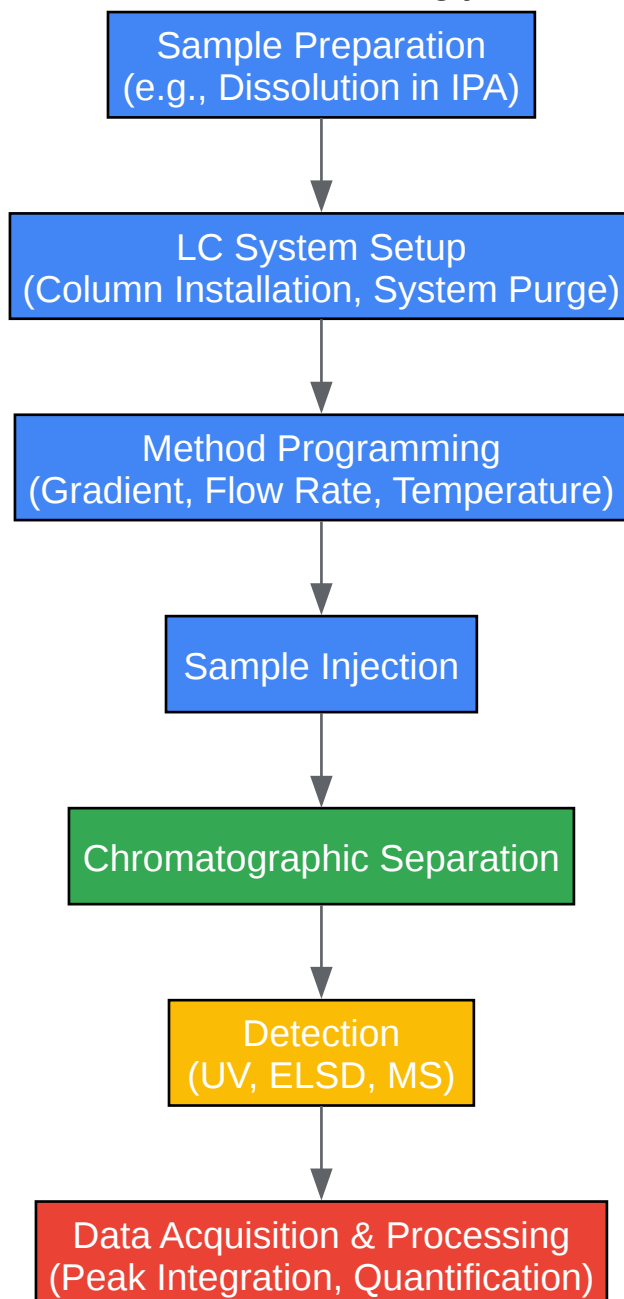 Sample Preparation
(e.g., Dissolution in IPA)
LC System Setup
(Column Installation, System Purge)
Method Programming
(Gradient, Flow Rate, Temperature)
Sample Injection
Chromatographic Separation
Detection
(UV, ELSD, MS)
Data Acquisition & Processing
(Peak Integration, Quantification)